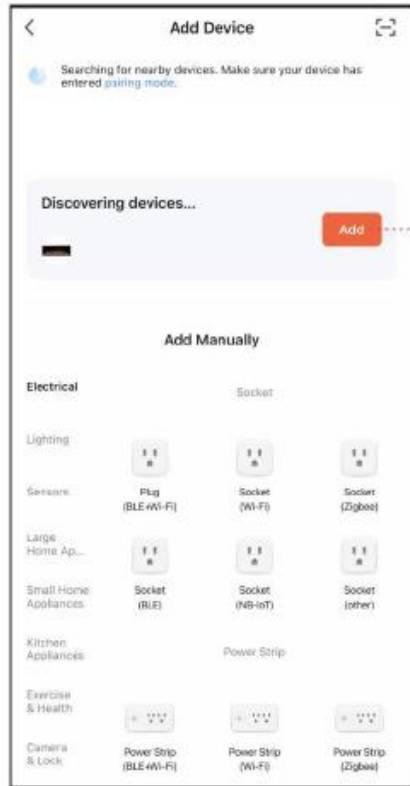 Add Device
Searching for nearby devices. Make sure your device has
entered pairing mode.
Discovering devices...
Add
Add Manually
Electrical
Socket
Lighting
Sensors
Plug
(BLE+Wi-Fi)
Socket
(Wi-Fi)
Socket
(Zigbee)
Large
Home Ap...
Small Home
Appliances
Socket
(BLE)
Socket
(NB-IoT)
Socket
(other)
Kitchen
Appliances
Power Strip
Exercise
& Health
Camera
& Lock
Power Strip
(BLE+Wi-Fi)
Power Strip
(Wi-Fi)
Power Strip
(Zigbee)